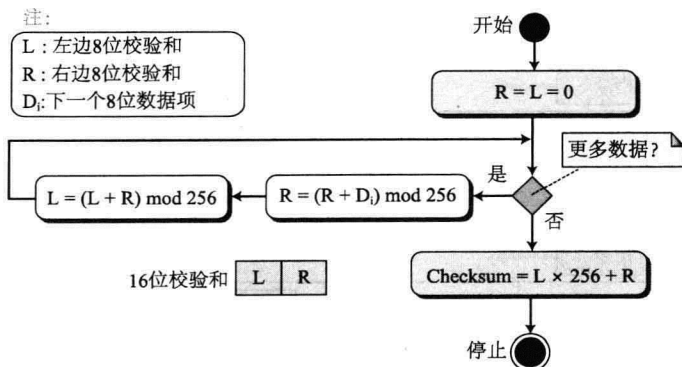 注:
L : 左边8位校验和
R : 右边8位校验和
Di:下一个8位数据项
开始
R = L = 0
更多数据?
是
R = (R + Di) mod 256
L = (L + R) mod 256
否
16位校验和 L R
Checksum = L × 256 + R
停止